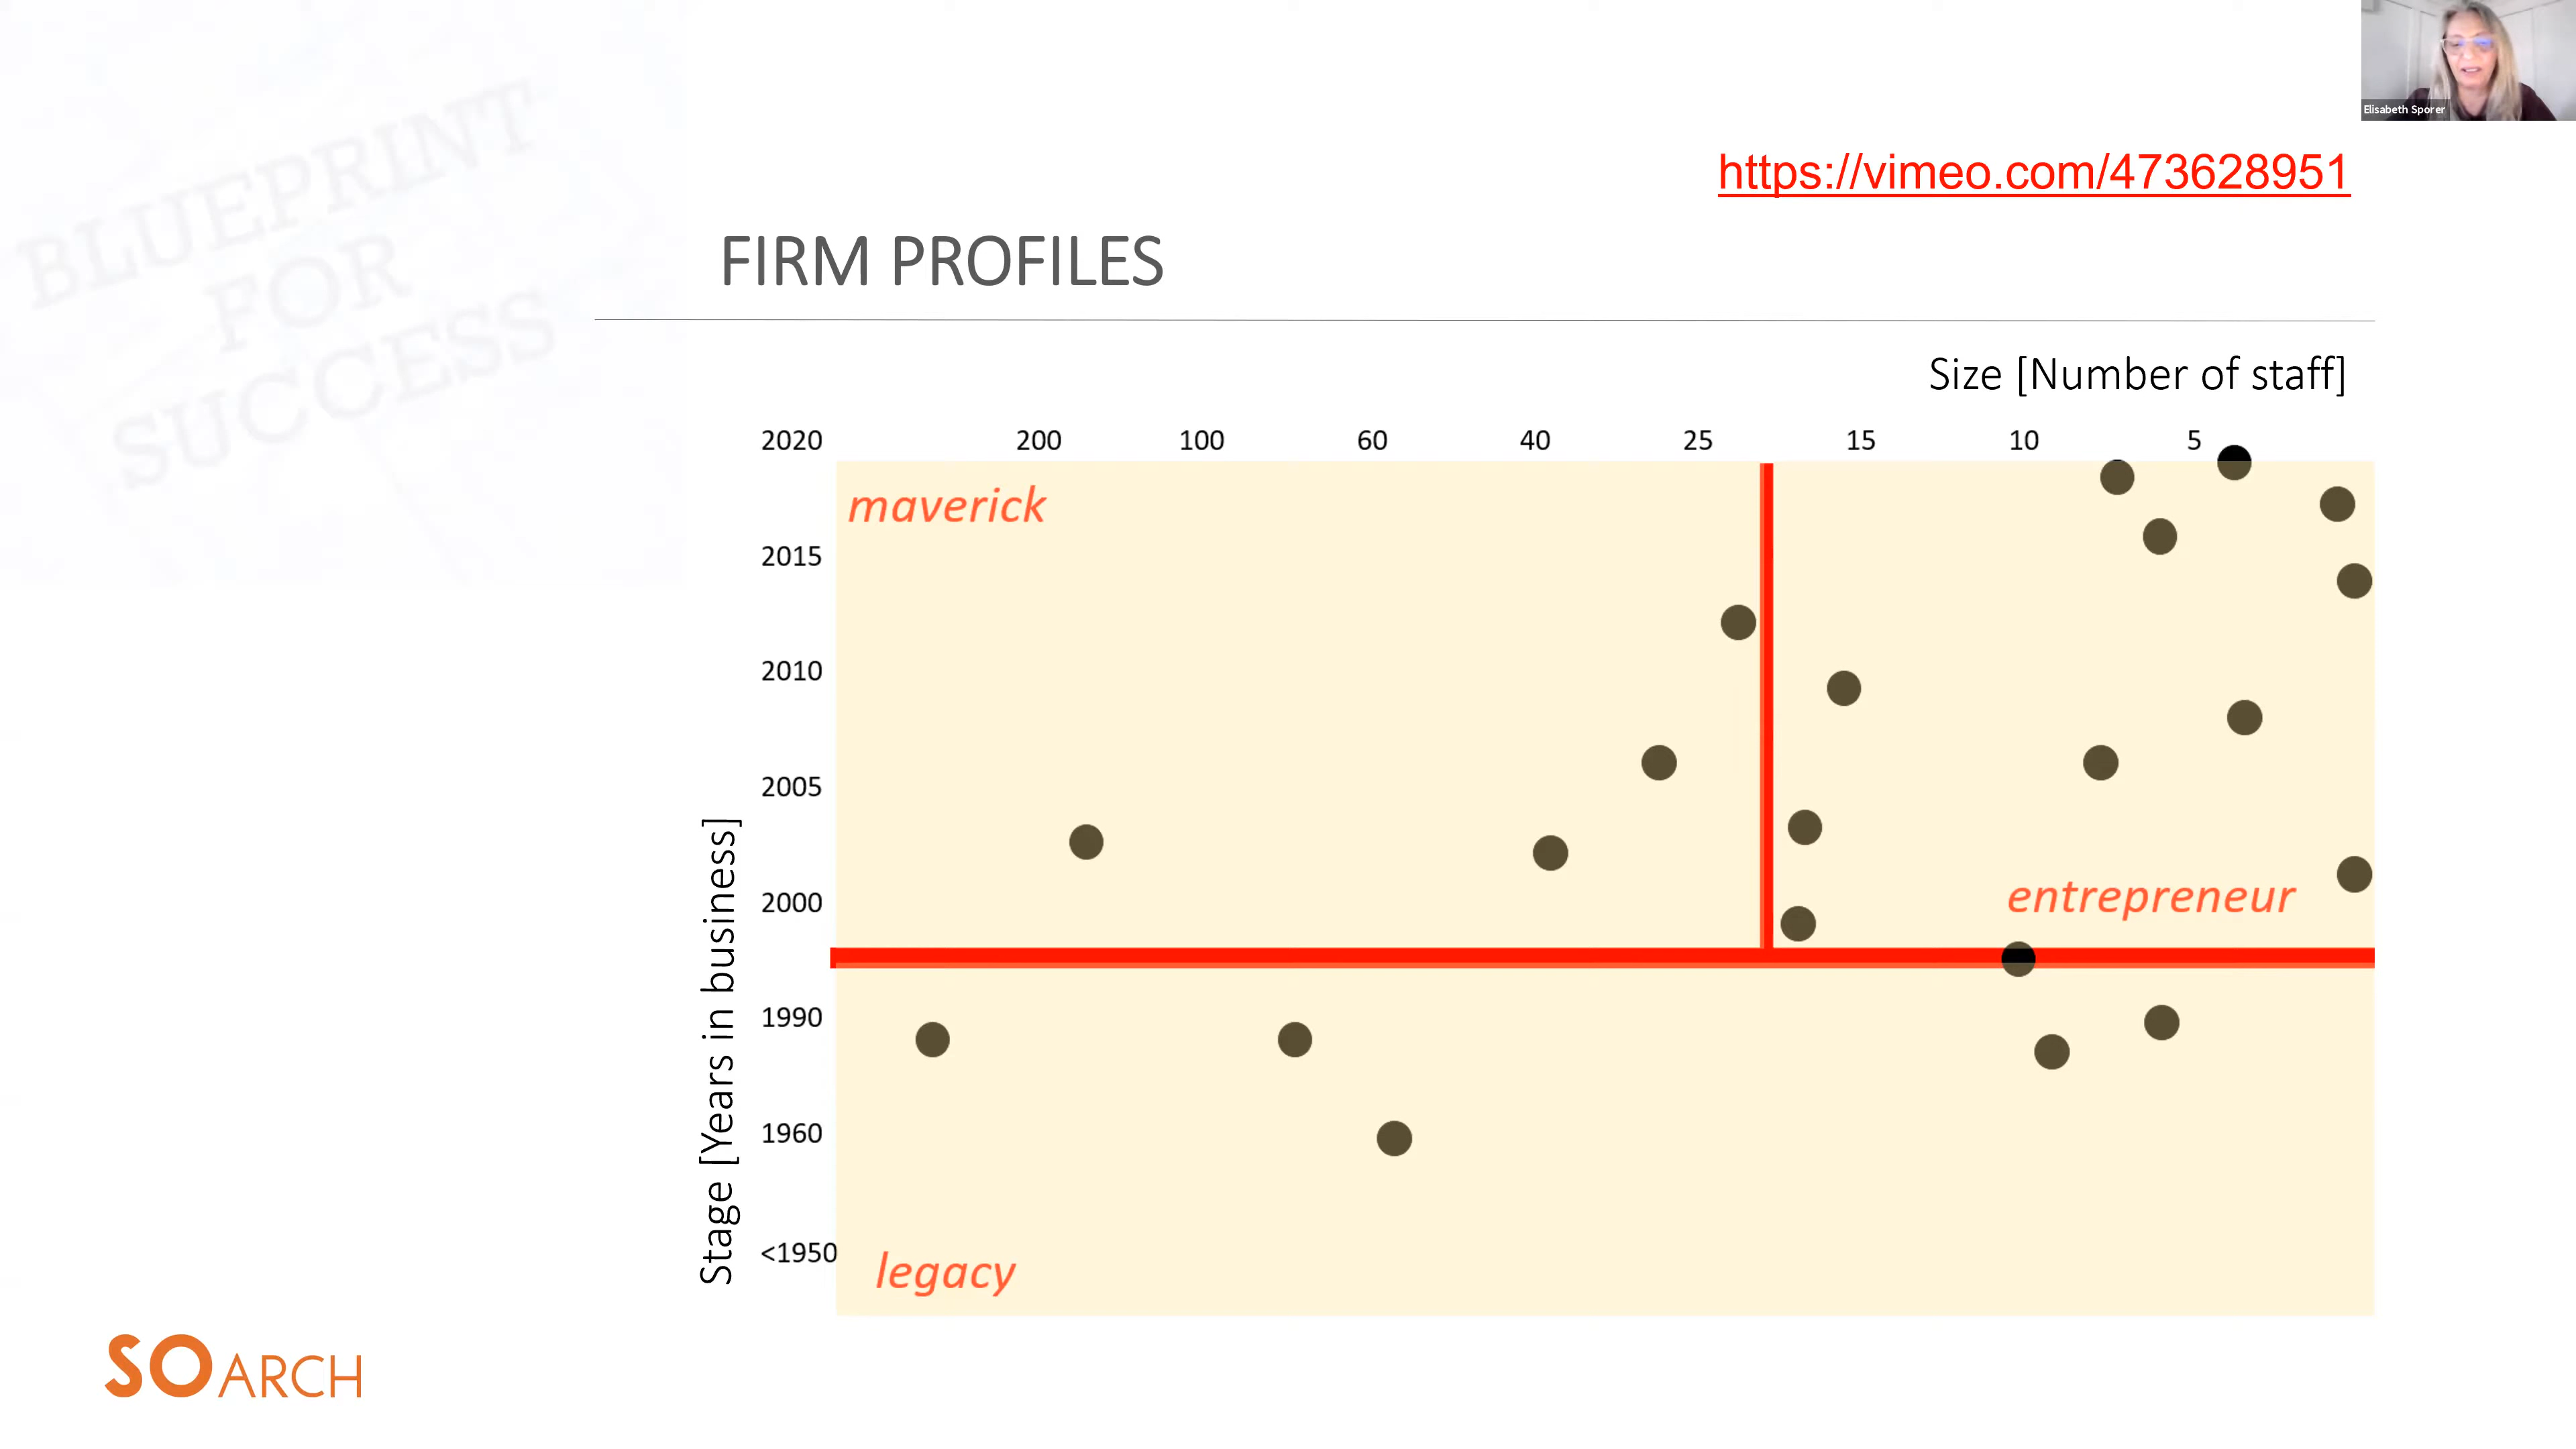 Elisabeth Sporer
https://vimeo.com/473628951
BLUEPRINT
FOR
SUCCESS
FIRM PROFILES
Size [Number of staff]
2020 200 100 60 40 25 15 10 5
maverick
2015
2010
2005
2000
entrepreneur
1990
1960
<1950
legacy
Stage [Years in business]
SOARCH